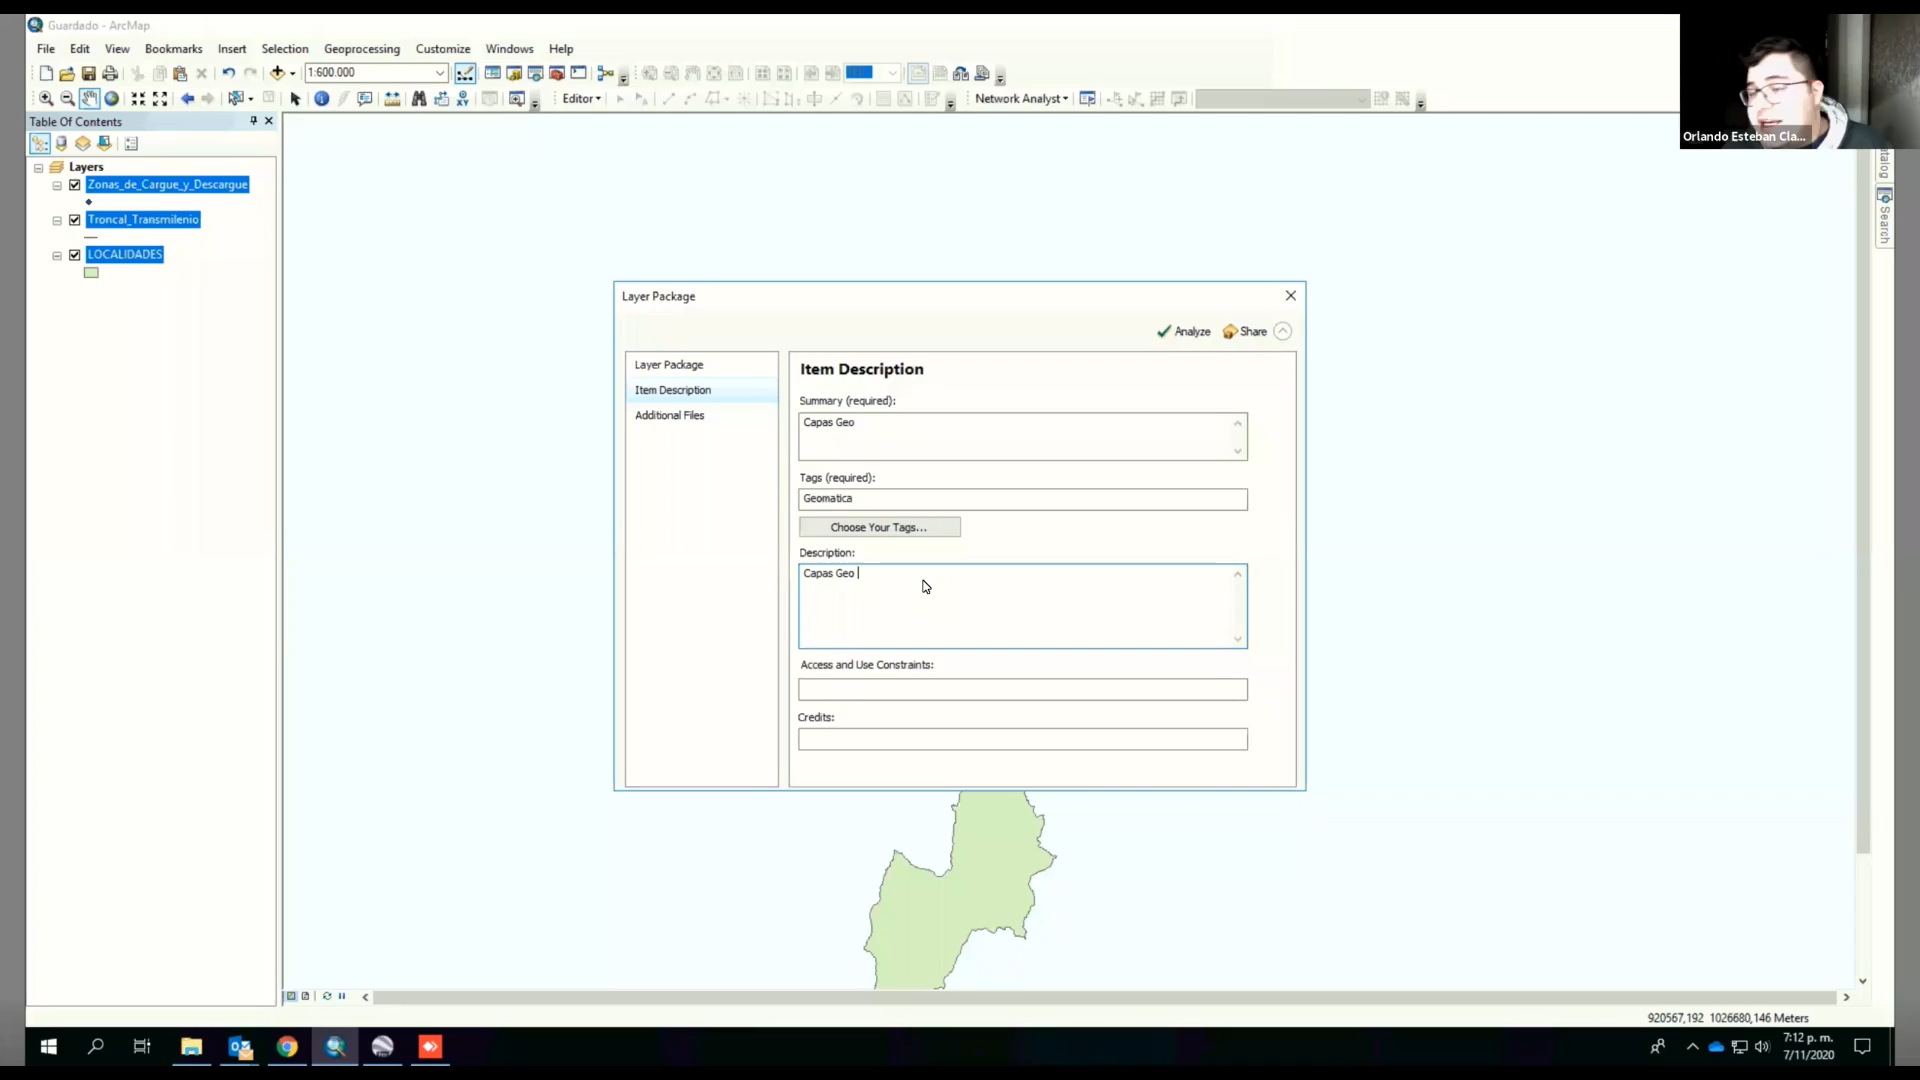 Guardado - ArcMap
File Edit View Bookmarks Insert Selection Geoprocessing Customize Windows Help
1:600.000
Editor
Network Analyst
Table Of Contents
Layers
Zonas_de_Cargue_y_Descargue
Troncal_Transmilenio
LOCALIDADES
Layer Package
Analyze Share
Layer Package
Item Description
Additional Files
Item Description
Summary (required):
Capas Geo
Tags (required):
Geomatica
Choose Your Tags...
Description:
Capas Geo
Access and Use Constraints:
Credits:
Orlando Esteban Cla...
Search
920567,192 1026680,146 Meters
7:12 p. m.
7/11/2020